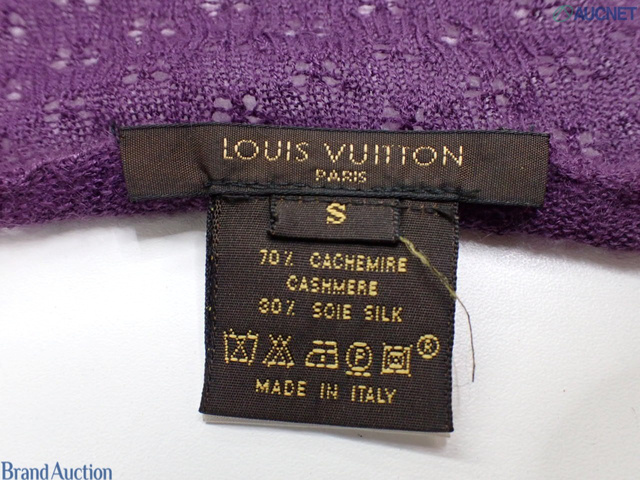 AUCNET
LOUIS VUITTON
PARIS
S
70% CACHEMIRE
CASHMERE
30% SOIE SILK
P ®
MADE IN ITALY
Brand Auction